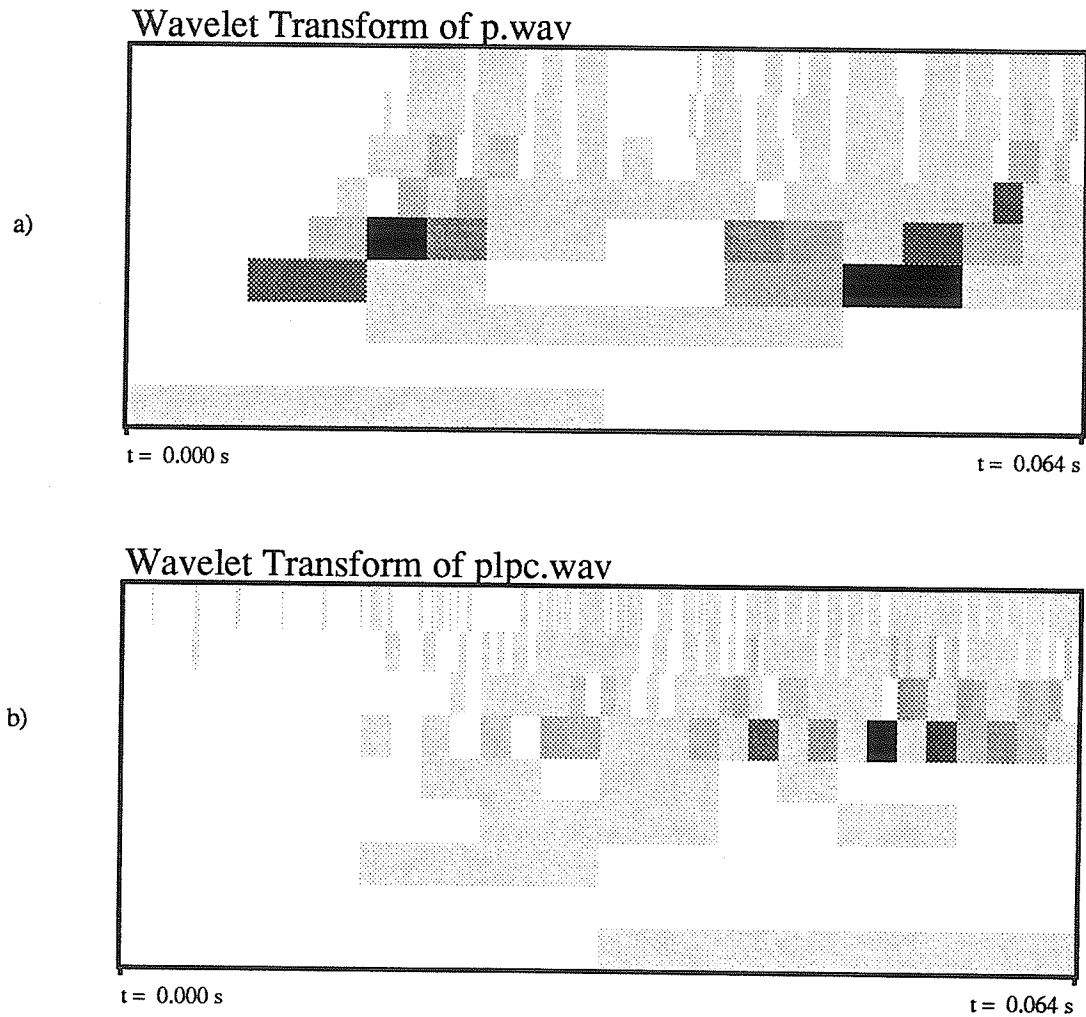 Wavelet Transform of p.wav
a)
t = 0.000 s
t = 0.064 s
Wavelet Transform of plpc.wav
b)
t = 0.000 s
t = 0.064 s